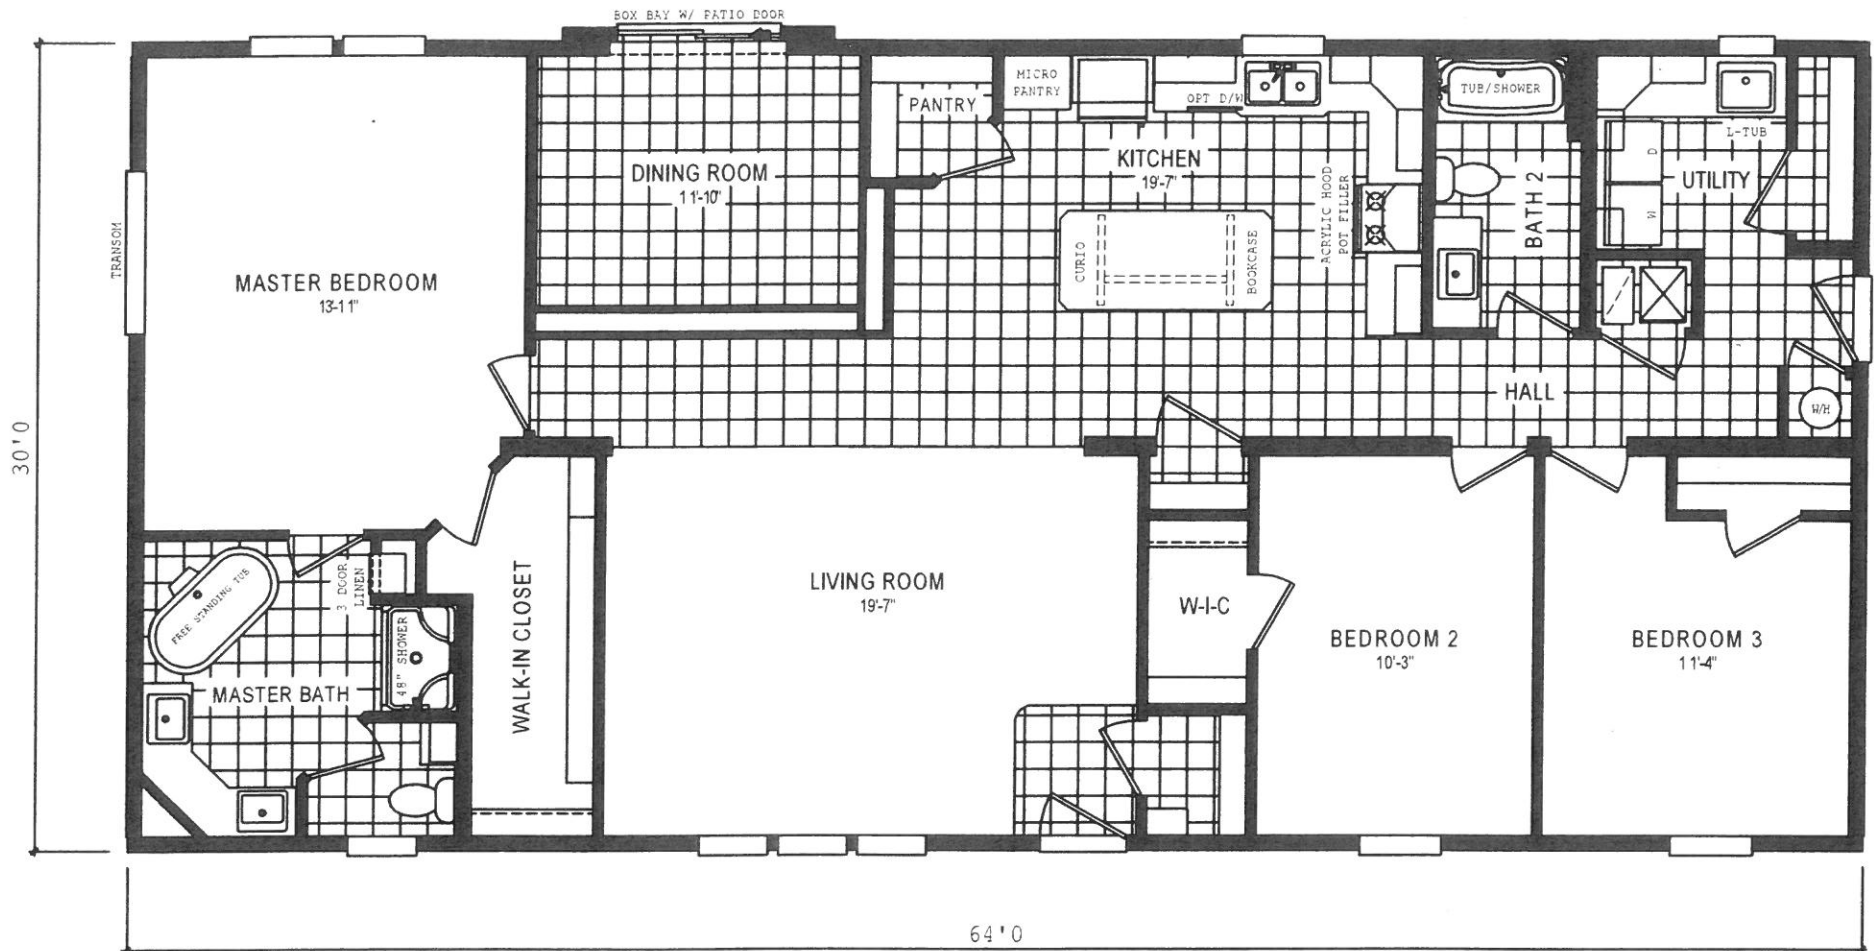 BOX BAY W/ PATIO DOOR
MICRO
PANTRY
PANTRY
OPT D/W
TUB/SHOWER
L-TUB
DINING ROOM
11'-10"
KITCHEN
19'-7"
ACRYLIC HOOD
POT FILLER
BATH 2
D
W
UTILITY
TRANSOM
MASTER BEDROOM
13-11"
CURIO
BOOKCASE
HALL
W/H
30'0
3 DOOR
LINEN
FREE STANDING TUB
48" SHOWER
MASTER BATH
WALK-IN CLOSET
LIVING ROOM
19'-7"
W-I-C
BEDROOM 2
10'-3"
BEDROOM 3
11'-4"
64'0